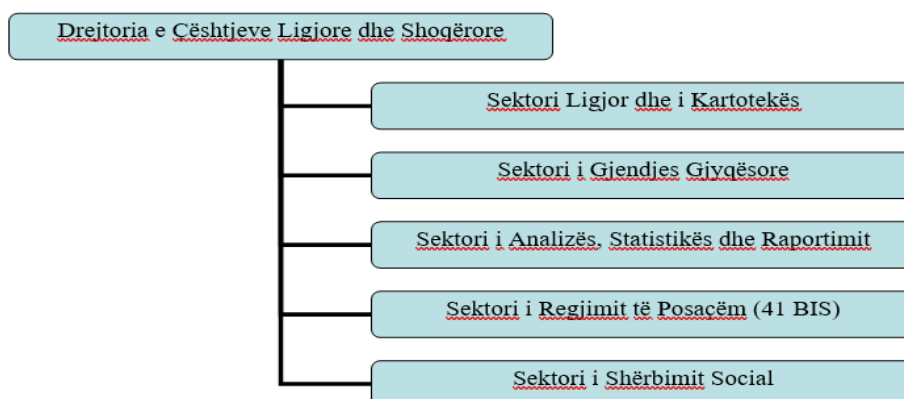 Drejtoria e Çështjeve Ligjore dhe Shoqërore
Sektori Ligjor dhe i Kartotekës
Sektori i Gjendjes Gjyqësore
Sektori i Analizës, Statistikës dhe Raportimit
Sektori i Regjimit të Posaçëm (41 BIS)
Sektori i Shërbimit Social